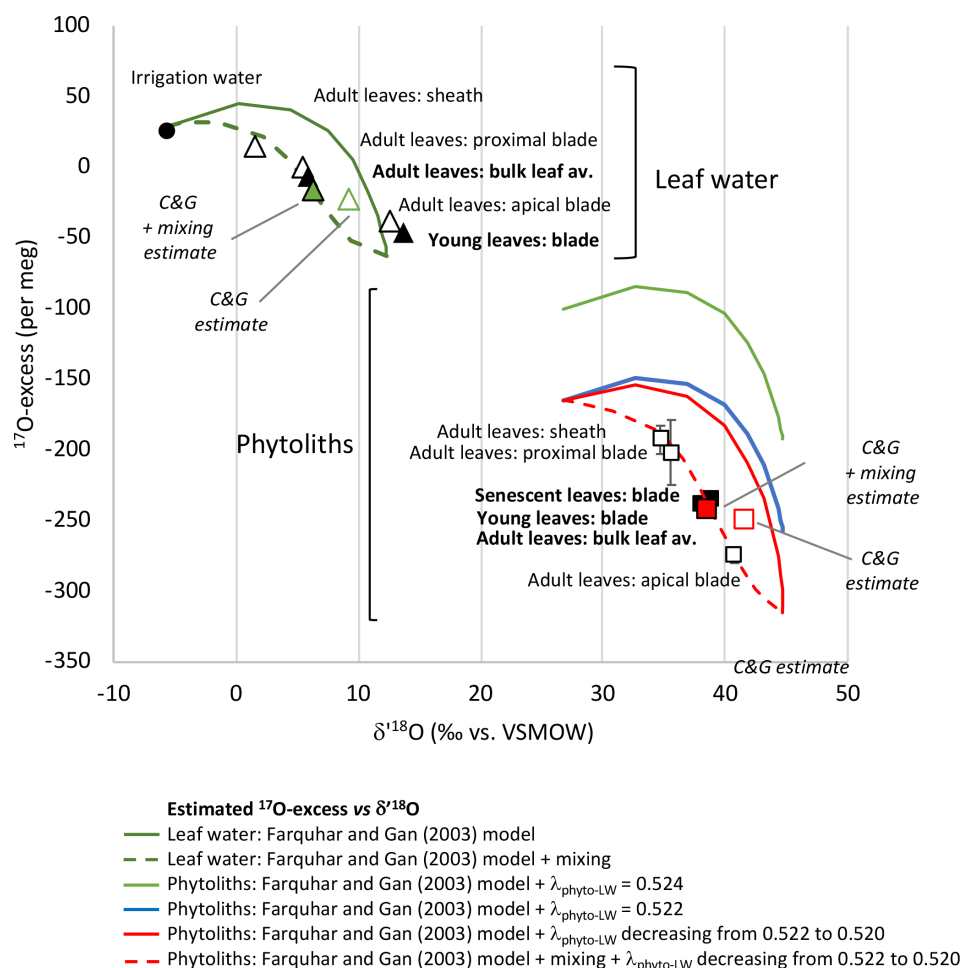 100
50
0
-50
-100
-150
-200
-250
-300
-350
¹⁷O-excess (per meg)
Irrigation water
Adult leaves: sheath
Adult leaves: proximal blade
Adult leaves: bulk leaf av.
Adult leaves: apical blade
Young leaves: blade
Leaf water
C&G
+ mixing
estimate
C&G
estimate
Phytoliths
Adult leaves: sheath
Adult leaves: proximal blade
Senescent leaves: blade
Young leaves: blade
Adult leaves: bulk leaf av.
Adult leaves: apical blade
C&G
+ mixing
estimate
C&G
estimate
C&G estimate
-10 0 10 20 30 40 50
δ'¹⁸O (‰ vs. VSMOW)
Estimated ¹⁷O-excess vs δ'¹⁸O
Leaf water: Farquhar and Gan (2003) model
Leaf water: Farquhar and Gan (2003) model + mixing
Phytoliths: Farquhar and Gan (2003) model + λphyto-LW = 0.524
Phytoliths: Farquhar and Gan (2003) model + λphyto-LW = 0.522
Phytoliths: Farquhar and Gan (2003) model + λphyto-LW decreasing from 0.522 to 0.520
Phytoliths: Farquhar and Gan (2003) model + mixing + λphyto-LW decreasing from 0.522 to 0.520